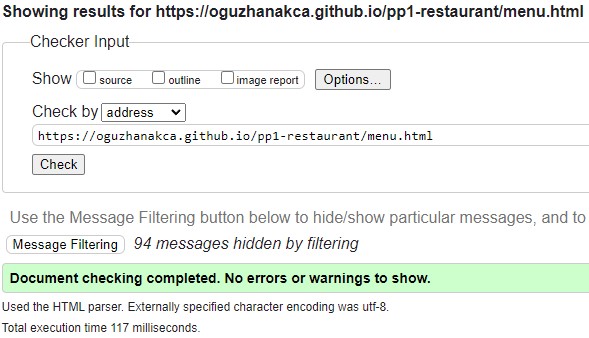 Showing results for https://oguzhanakca.github.io/pp1-restaurant/menu.html
Checker Input
Show source outline image report Options...
Check by address
https://oguzhanakca.github.io/pp1-restaurant/menu.html
Check
Use the Message Filtering button below to hide/show particular messages, and to
Message Filtering 94 messages hidden by filtering
Document checking completed. No errors or warnings to show.
Used the HTML parser. Externally specified character encoding was utf-8.
Total execution time 117 milliseconds.